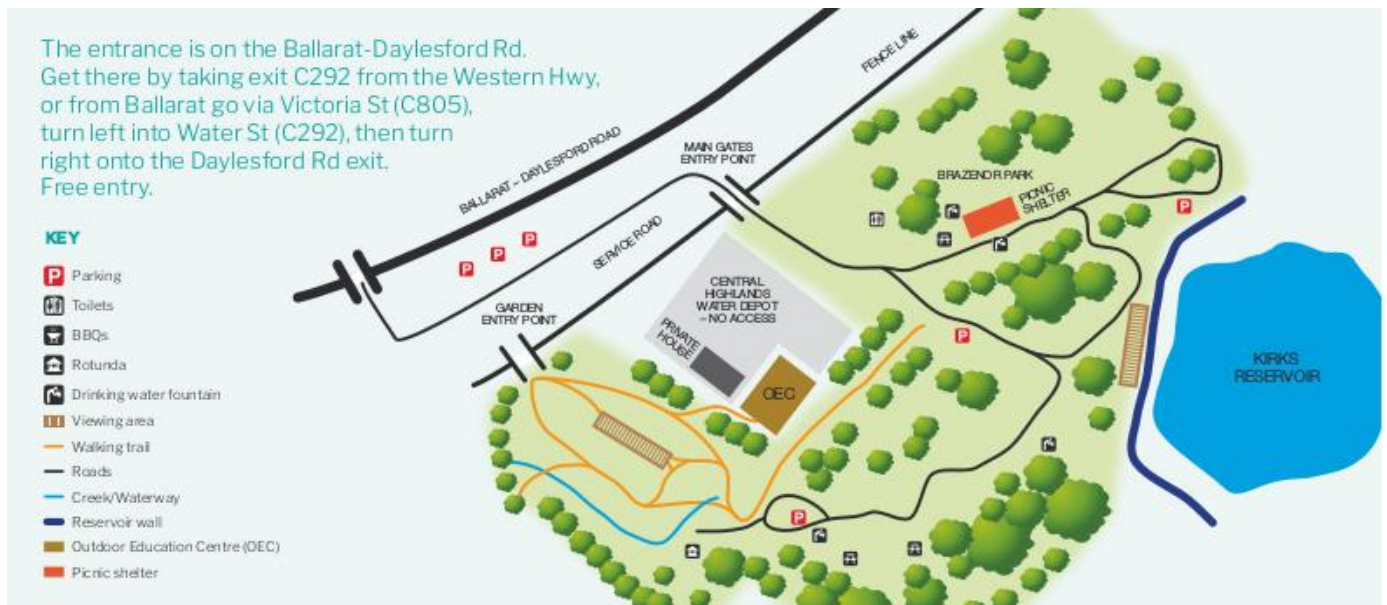 The entrance is on the Ballarat-Daylesford Rd.
Get there by taking exit C292 from the Western Hwy,
or from Ballarat go via Victoria St (C805),
turn left into Water St (C292), then turn
right onto the Daylesford Rd exit.
Free entry.
KEY
P Parking
Toilets
BBQs
Rotunda
Drinking water fountain
Viewing area
Walking trail
Roads
Creek/Waterway
Reservoir wall
Outdoor Education Centre (OEC)
Picnic shelter
BALLARAT – DAYLESFORD ROAD
FENCE LINE
MAIN GATES
ENTRY POINT
SERVICE ROAD
P
P
P
GARDEN
ENTRY POINT
CENTRAL
HIGHLANDS
WATER DEPOT
– NO ACCESS
PRIVATE
HOUSE
OEC
BRAZENOR PARK
PICNIC
SHELTER
P
P
P
KIRKS
RESERVOIR